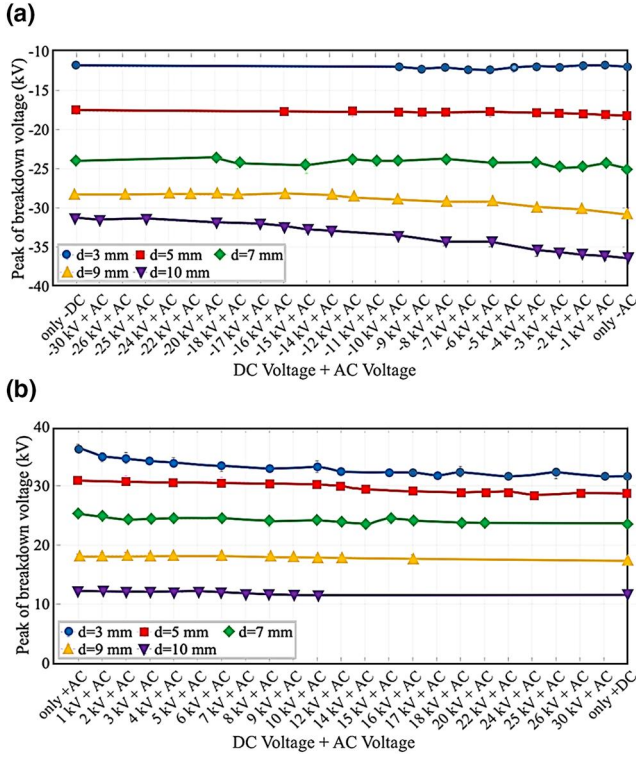 (a)
Peak of breakdown voltage (kV)
-10
-15
-20
-25
-30
-35
-40
d=3 mm d=5 mm d=7 mm
d=9 mm d=10 mm
only -DC
-30 kV + AC
-26 kV + AC
-25 kV + AC
-24 kV + AC
-22 kV + AC
-20 kV + AC
-18 kV + AC
-17 kV + AC
-16 kV + AC
-15 kV + AC
-14 kV + AC
-12 kV + AC
-11 kV + AC
-10 kV + AC
-9 kV + AC
-8 kV + AC
-7 kV + AC
-6 kV + AC
-5 kV + AC
-4 kV + AC
-3 kV + AC
-2 kV + AC
-1 kV + AC
only -AC
DC Voltage + AC Voltage
(b)
Peak of breakdown voltage (kV)
40
30
20
10
0
d=3 mm d=5 mm d=7 mm
d=9 mm d=10 mm
only +AC
1 kV + AC
2 kV + AC
3 kV + AC
4 kV + AC
5 kV + AC
6 kV + AC
7 kV + AC
8 kV + AC
9 kV + AC
10 kV + AC
12 kV + AC
14 kV + AC
15 kV + AC
16 kV + AC
17 kV + AC
18 kV + AC
20 kV + AC
22 kV + AC
24 kV + AC
25 kV + AC
26 kV + AC
30 kV + AC
only +DC
DC Voltage + AC Voltage